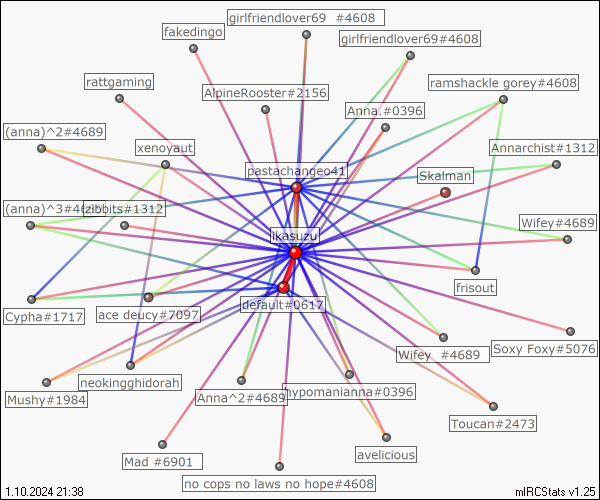 girlfriendlover69 #4608
fakedingo
girlfriendlover69#4608
rattgaming
ramshackle gorey#4608
AlpineRooster#2156
Anna.#0396
(anna)^2#4689
xenoyaut
Annarchist#1312
pastachangeo41
Skalman
(anna)^3#4689
zibbits#1312
Wifey#4689
ikasuzu
frisout
default#0617
Cypha#1717
ace deucy#7097
Soxy Foxy#5076
Wifey_#4689
neokingghidorah
Mushy#1984
Anna^2#4689
hypomanianna#0396
Toucan#2473
avelicious
Mad #6901
no cops no laws no hope#4608
1.10.2024 21:38
mIRCStats v1.25